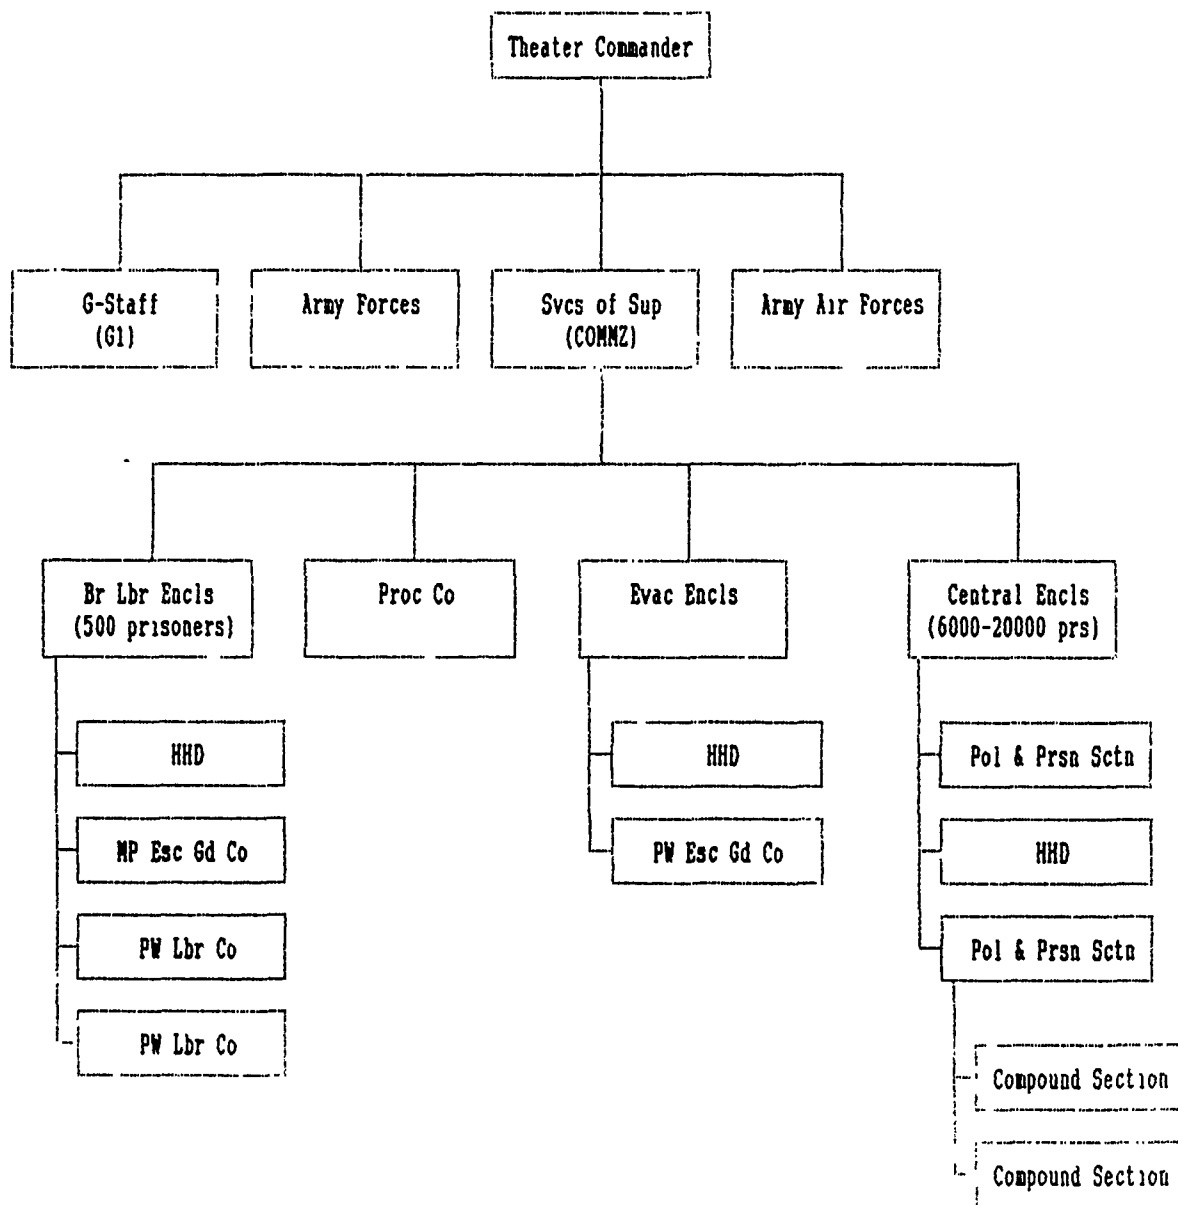 Theater Commander
G-Staff
(G1)
Army Forces
Svcs of Sup
(COMMZ)
Army Air Forces
Br Lbr Encls
(500 prisoners)
Proc Co
Evac Encls
Central Encls
(6000-20000 prs)
HHD
MP Esc Gd Co
PW Lbr Co
PW Lbr Co
HHD
PW Esc Gd Co
Pol & Prsn Sctn
HHD
Pol & Prsn Sctn
Compound Section
Compound Section